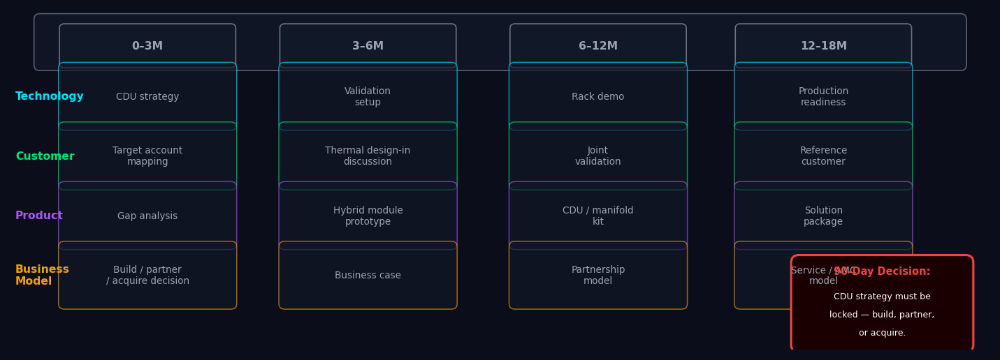 0–3M
3–6M
6–12M
12–18M
Technology
CDU strategy
Validation
setup
Rack demo
Production
readiness
Customer
Target account
mapping
Thermal design-in
discussion
Joint
validation
Reference
customer
Product
Gap analysis
Hybrid module
prototype
CDU / manifold
kit
Solution
package
Business
Model
Build / partner
/ acquire decision
Business case
Partnership
model
Service / AMC
model
90-Day Decision:
CDU strategy must be
locked — build, partner,
or acquire.